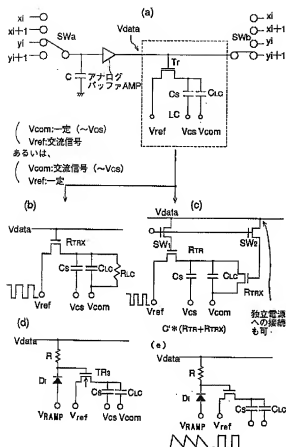 (a)
xi
xi+1
yi
yi+1
SWa
C
アナログ
バッファAMP
Vdata
Tr
Cs
CLC
LC
Vref
Vcs Vcom
SWb
xi
xi+1
yi
yi+1
Vcom:一定 (〜Vcs)
Vref:交流信号
あるいは、
Vcom:交流信号(〜Vcs)
Vref:一定
(b)
Vdata
RTRX
Cs
CLC
RLC
Vref
Vcs
Vcom
(c)
Vdata
SW1
SW2
RTR
Cs
CLC
RTRX
Vref
Vcs
Vcom
独立電源
への接続
も可
C'*(RTR+RTRX)
(d)
Vdata
R
TR3
DI
Cs
CLC
VRAMP
Vref
(e)
Vdata
R
DI
Cs
CLC
VRAMP
Vref